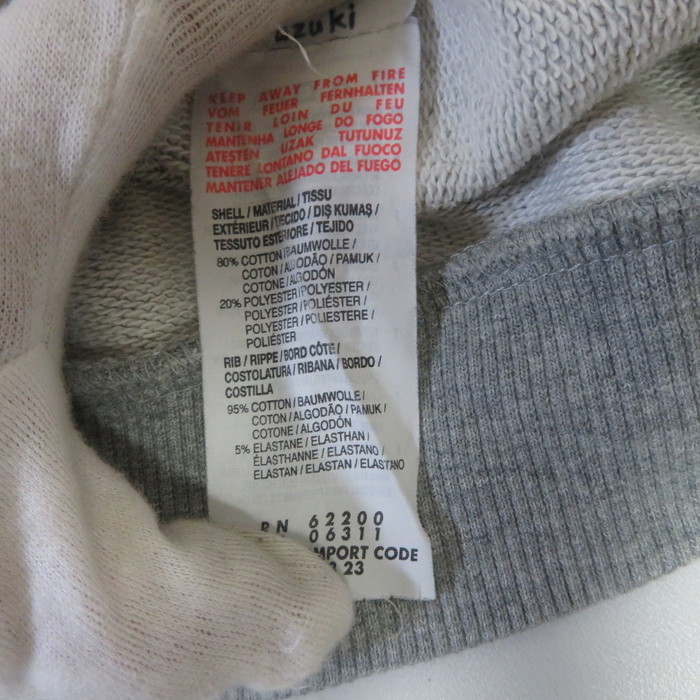 uzuki
KEEP AWAY FROM FIRE
VOM FEUER FERNHALTEN
TENIR LOIN DU FEU
MANTENHA LONGE DO FOGO
ATEŞTEN UZAK TUTUNUZ
TENERE LONTANO DAL FUOCO
MANTENER ALEJADO DEL FUEGO
SHELL / MATERIAL / TISSU
EXTÉRIEUR / TECIDO / DIŞ KUMAŞ /
TESSUTO ESTERIORE / TEJIDO
80% COTTON / BAUMWOLLE /
COTON / ALGODÃO / PAMUK /
COTONE / ALGODÓN
20% POLYESTER / POLYESTER /
POLYESTER / POLIÉSTER /
POLYESTER / POLIESTERE /
POLIÉSTER
RIB / RIPPE / BORD CÔTE /
COSTOLATURA / RIBANA / BORDO /
COSTILLA
95% COTTON / BAUMWOLLE /
COTON / ALGODÃO / PAMUK /
COTONE / ALGODÓN
5% ELASTANE / ELASTHAN /
ÉLASTHANNE / ELASTANO /
ELASTAN / ELASTAN / ELASTANO
RN 62200
06311
IMPORT CODE
23